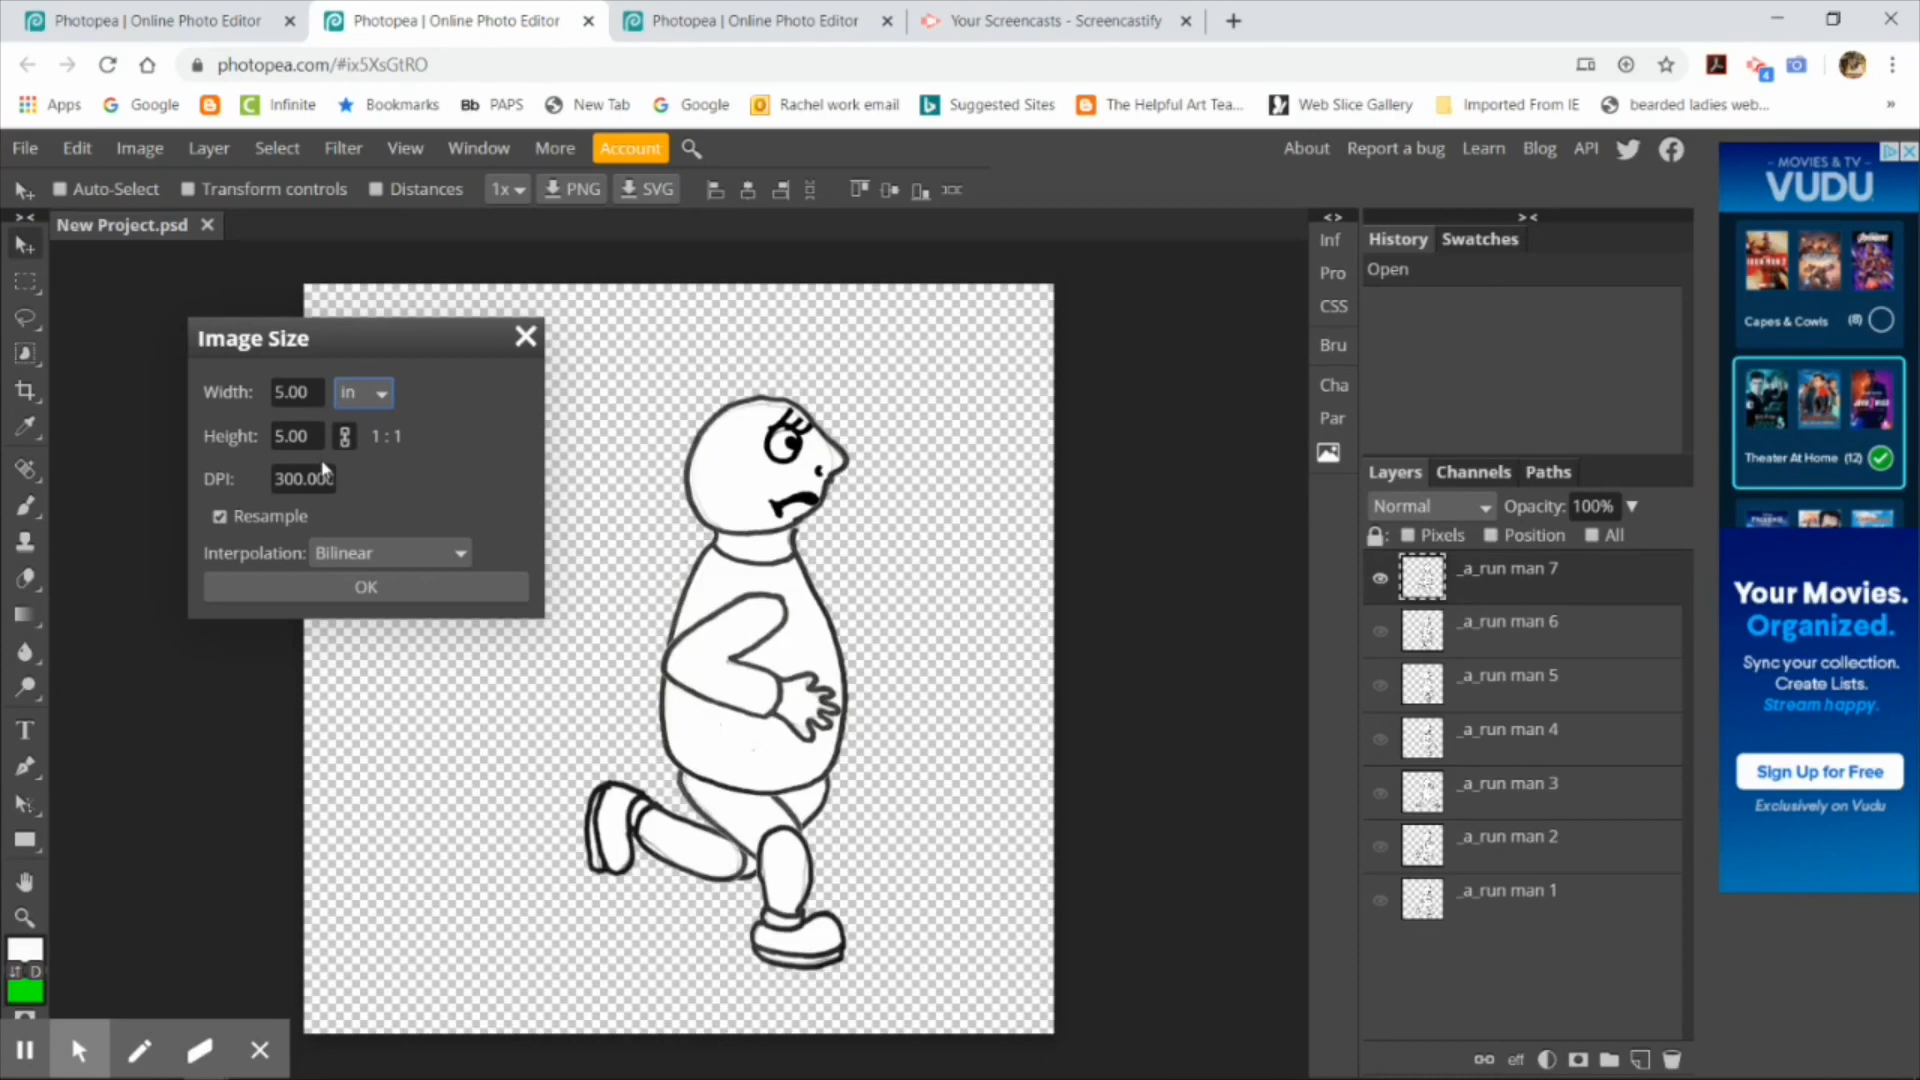 Photopea | Online Photo Editor
Photopea | Online Photo Editor
Photopea | Online Photo Editor
Your Screencasts - Screencastify
photopea.com/#ix5XsGtRO
4
Apps
Google
Infinite
Bookmarks
Bb PAPS
New Tab
Google
Rachel work email
Suggested Sites
The Helpful Art Tea...
Web Slice Gallery
Imported From IE
bearded ladies web...
»
File Edit Image Layer Select Filter View Window More Account
About Report a bug Learn Blog API
Auto-Select Transform controls Distances 1x PNG SVG
New Project.psd
Image Size
Width: 5.00 in
Height: 5.00 1 : 1
DPI: 300.00
Resample
Interpolation: Bilinear
OK
D
T
< >
> <
> <
Inf
Pro
CSS
Bru
Cha
Par
History Swatches
Open
Layers Channels Paths
Normal Opacity: 100%
: Pixels Position All
_a_run man 7
_a_run man 6
_a_run man 5
_a_run man 4
_a_run man 3
_a_run man 2
_a_run man 1
eff
- MOVIES & TV -
VUDU
Capes & Cowls (8)
Theater At Home (12)
Your Movies.
Organized.
Sync your collection.
Create Lists.
Stream happy.
Sign Up for Free
Exclusively on Vudu